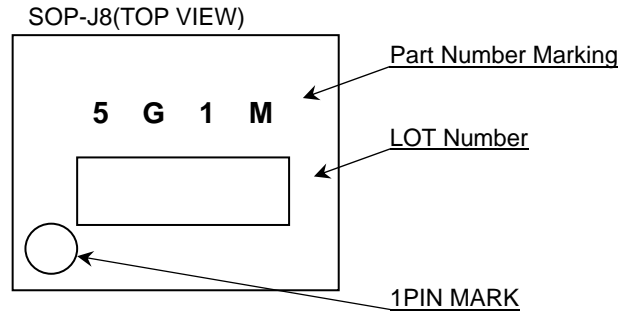 SOP-J8(TOP VIEW)
Part Number Marking
5 G 1 M
LOT Number
1PIN MARK